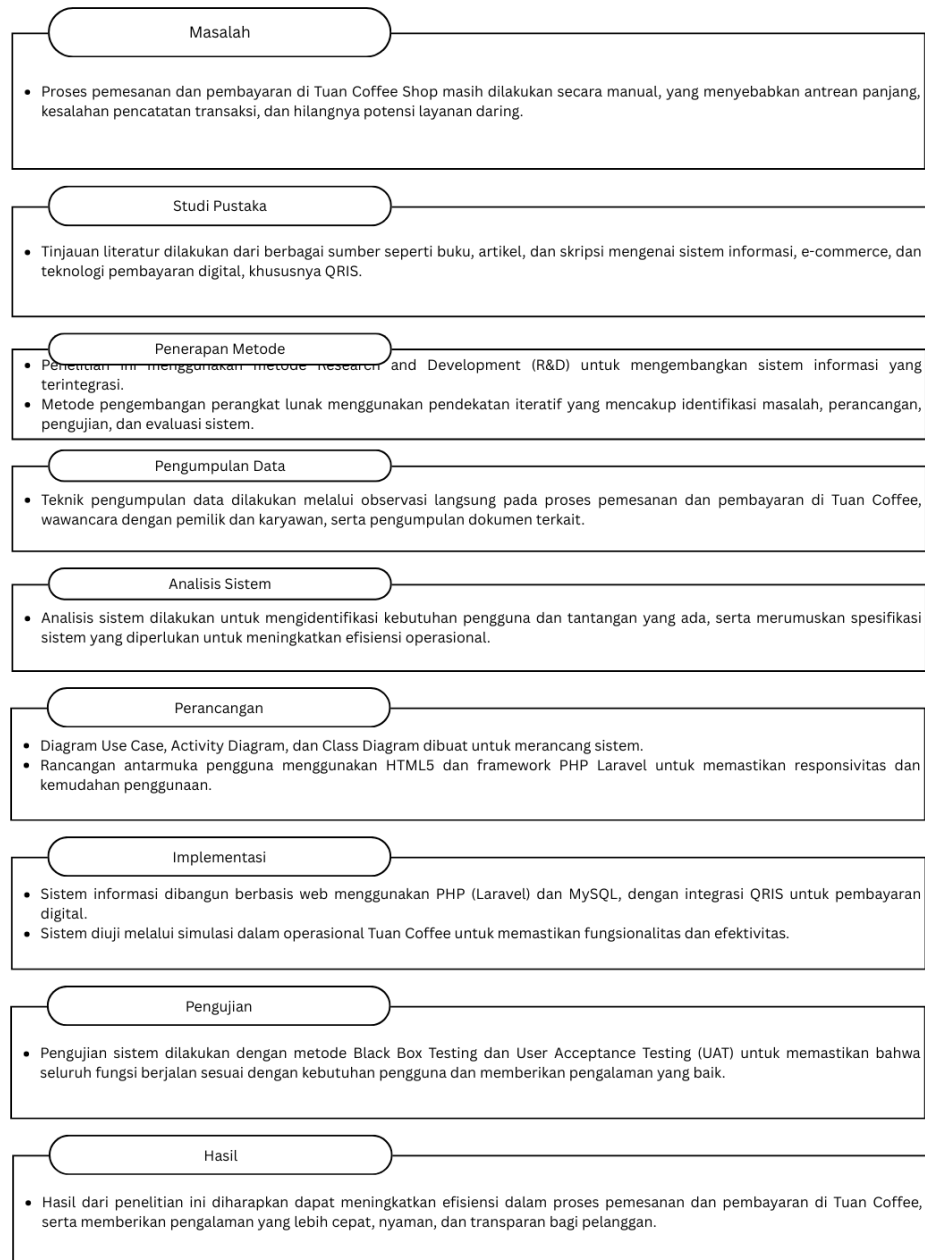 Masalah
• Proses pemesanan dan pembayaran di Tuan Coffee Shop masih dilakukan secara manual, yang menyebabkan antrean panjang,
kesalahan pencatatan transaksi, dan hilangnya potensi layanan daring.
Studi Pustaka
• Tinjauan literatur dilakukan dari berbagai sumber seperti buku, artikel, dan skripsi mengenai sistem informasi, e-commerce, dan
teknologi pembayaran digital, khususnya QRIS.
Penerapan Metode
• Penelitian ini menggunakan metode Research and Development (R&D) untuk mengembangkan sistem informasi yang
terintegrasi.
• Metode pengembangan perangkat lunak menggunakan pendekatan iteratif yang mencakup identifikasi masalah, perancangan,
pengujian, dan evaluasi sistem.
Pengumpulan Data
• Teknik pengumpulan data dilakukan melalui observasi langsung pada proses pemesanan dan pembayaran di Tuan Coffee,
wawancara dengan pemilik dan karyawan, serta pengumpulan dokumen terkait.
Analisis Sistem
• Analisis sistem dilakukan untuk mengidentifikasi kebutuhan pengguna dan tantangan yang ada, serta merumuskan spesifikasi
sistem yang diperlukan untuk meningkatkan efisiensi operasional.
Perancangan
• Diagram Use Case, Activity Diagram, dan Class Diagram dibuat untuk merancang sistem.
• Rancangan antarmuka pengguna menggunakan HTML5 dan framework PHP Laravel untuk memastikan responsivitas dan
kemudahan penggunaan.
Implementasi
• Sistem informasi dibangun berbasis web menggunakan PHP (Laravel) dan MySQL, dengan integrasi QRIS untuk pembayaran
digital.
• Sistem diuji melalui simulasi dalam operasional Tuan Coffee untuk memastikan fungsionalitas dan efektivitas.
Pengujian
• Pengujian sistem dilakukan dengan metode Black Box Testing dan User Acceptance Testing (UAT) untuk memastikan bahwa
seluruh fungsi berjalan sesuai dengan kebutuhan pengguna dan memberikan pengalaman yang baik.
Hasil
• Hasil dari penelitian ini diharapkan dapat meningkatkan efisiensi dalam proses pemesanan dan pembayaran di Tuan Coffee,
serta memberikan pengalaman yang lebih cepat, nyaman, dan transparan bagi pelanggan.